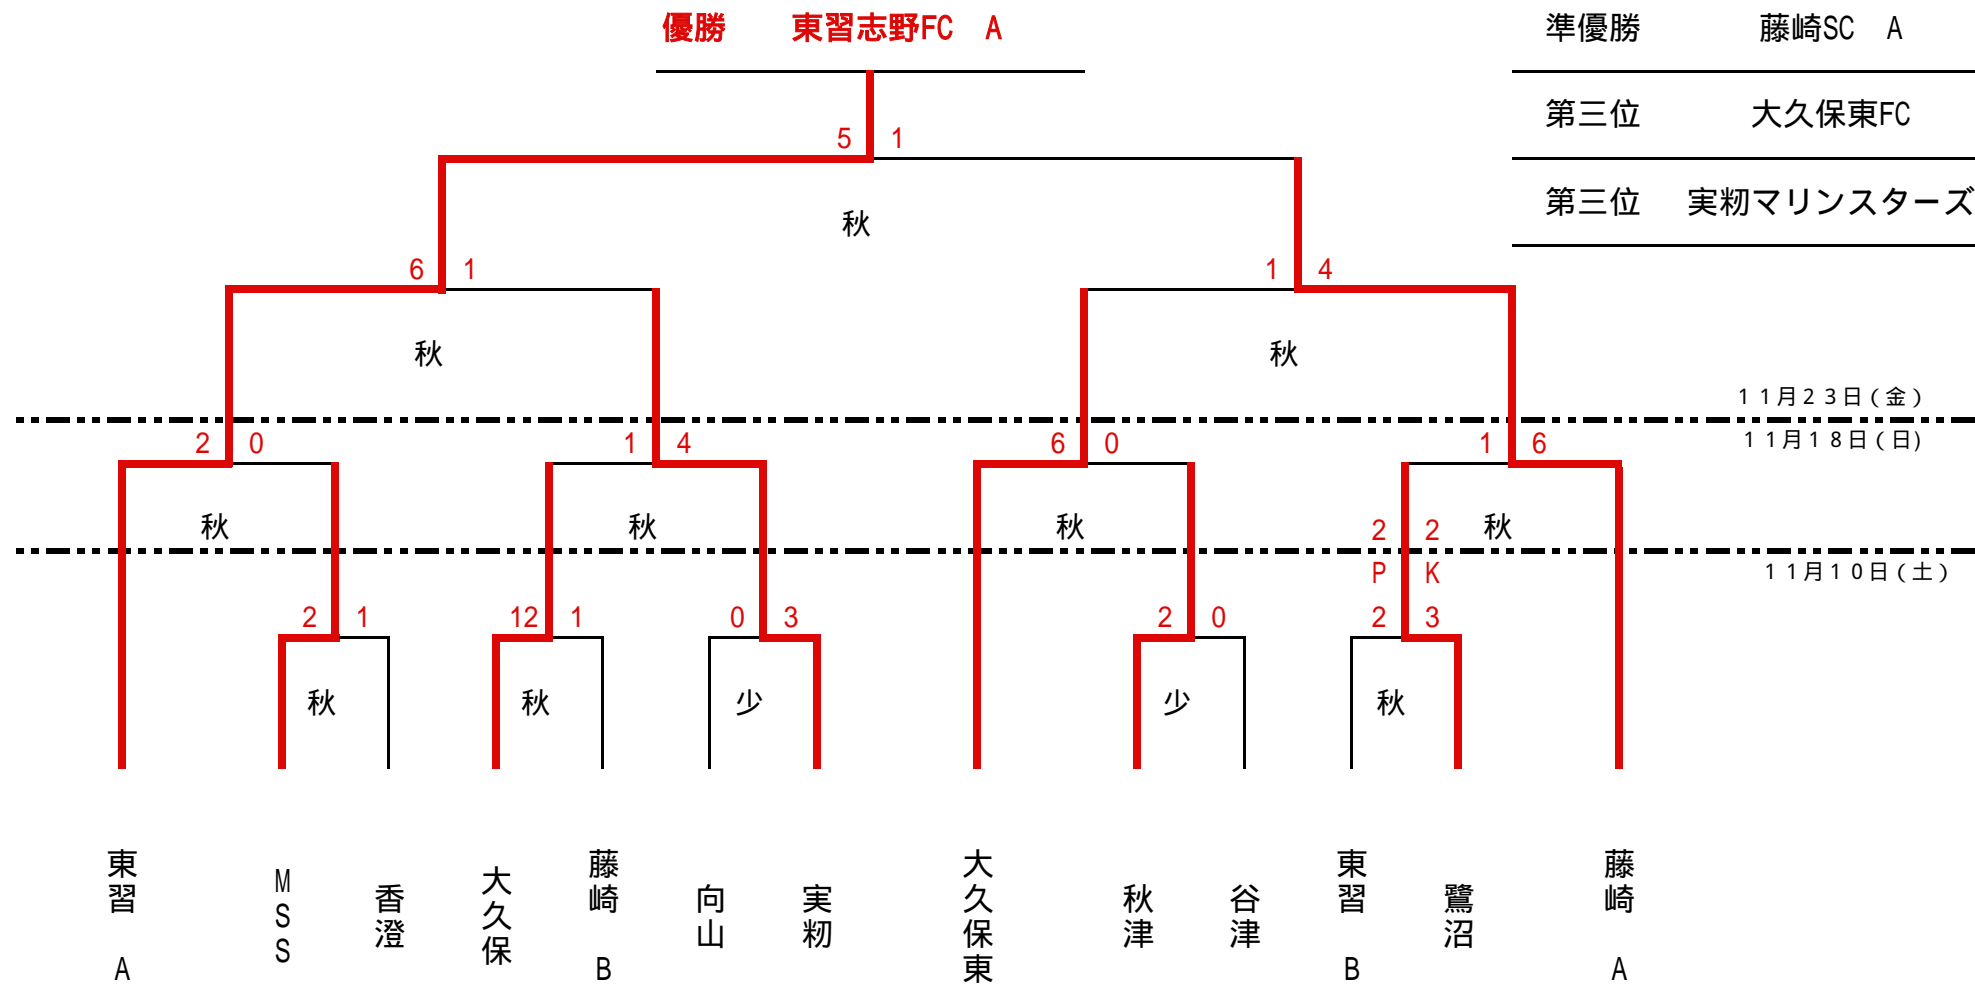 優勝　東習志野FC　A
準優勝　藤崎SC　A
第三位　大久保東FC
第三位　実籾マリンスターズ
5 1
秋
6 1
1 4
秋
秋
11月23日(金)
2 0
1 4
6 0
1 6
11月18日(日)
秋
秋
秋
2 2
秋
P K
11月10日(土)
2 1
12 1
0 3
2 0
2 3
秋
秋
少
少
秋
東習　A
MSS
香澄
大久保
藤崎　B
向山
実籾
大久保東
秋津
谷津
東習　B
鷺沼
藤崎　A